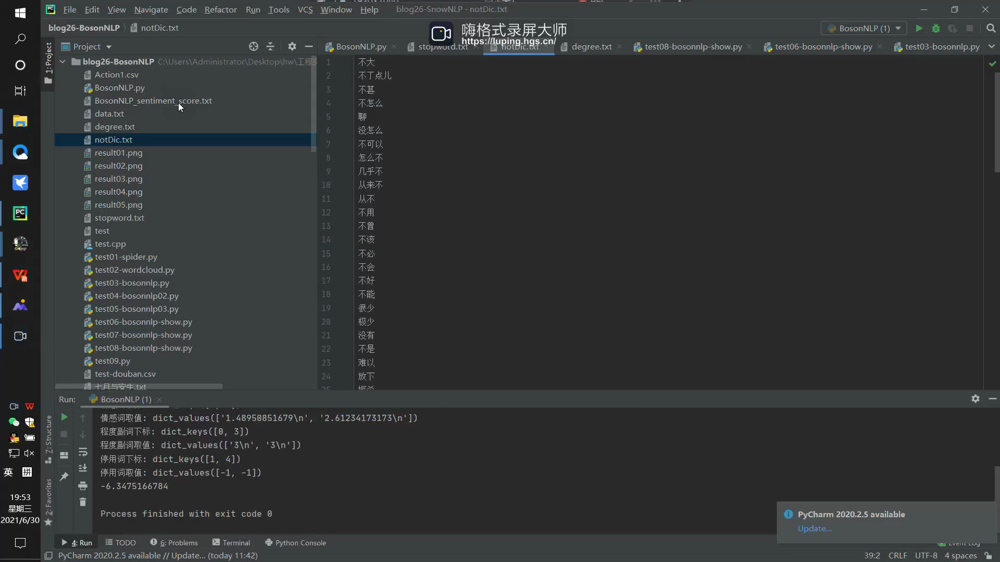 File Edit View Navigate Code Refactor Run Tools VCS Window Help blog26-SnowNLP - notDic.txt
blog26-BosonNLP notDic.txt
嗨格式录屏大师
https://luping.hgs.cn/
BosonNLP (1)
1: Project
Project
BosonNLP.py stopword.txt notDic.txt degree.txt test08-bosonnlp-show.py test06-bosonnlp-show.py test03-bosonnlp.py
blog26-BosonNLP C:\Users\Administrator\Desktop\hw\工程
Action1.csv
BosonNLP.py
BosonNLP_sentiment_score.txt
data.txt
degree.txt
notDic.txt
result01.png
result02.png
result03.png
result04.png
result05.png
stopword.txt
test
test.cpp
test01-spider.py
test02-wordcloud.py
test03-bosonnlp.py
test04-bosonnlp02.py
test05-bosonnlp03.py
test06-bosonnlp-show.py
test07-bosonnlp-show.py
test08-bosonnlp-show.py
test09.py
test-douban.csv
七月与安生.txt
1 不大
2 不丁点儿
3 不甚
4 不怎么
5 聊
6 没怎么
7 不可以
8 怎么不
9 几乎不
10 从来不
11 从不
12 不用
13 不曾
14 不该
15 不必
16 不会
17 不好
18 不能
19 很少
20 极少
21 没有
22 不是
23 难以
24 放下
25 扼杀
Run: BosonNLP (1)
情感词取值: dict_values(['1.48950851679\n', '2.61234173173\n'])
程度副词下标: dict_keys([0, 3])
程度副词取值: dict_values(['3\n', '3\n'])
停用词下标: dict_keys([1, 4])
停用词取值: dict_values([-1, -1])
-6.3475166784
Process finished with exit code 0
7: Structure
2: Favorites
PyCharm 2020.2.5 available
Update...
4: Run TODO 6: Problems Terminal Python Console Event Log
PyCharm 2020.2.5 available // Update... (today 11:42) 39:2 CRLF UTF-8 4 spaces
英 拼
19:53
星期三
2021/6/30